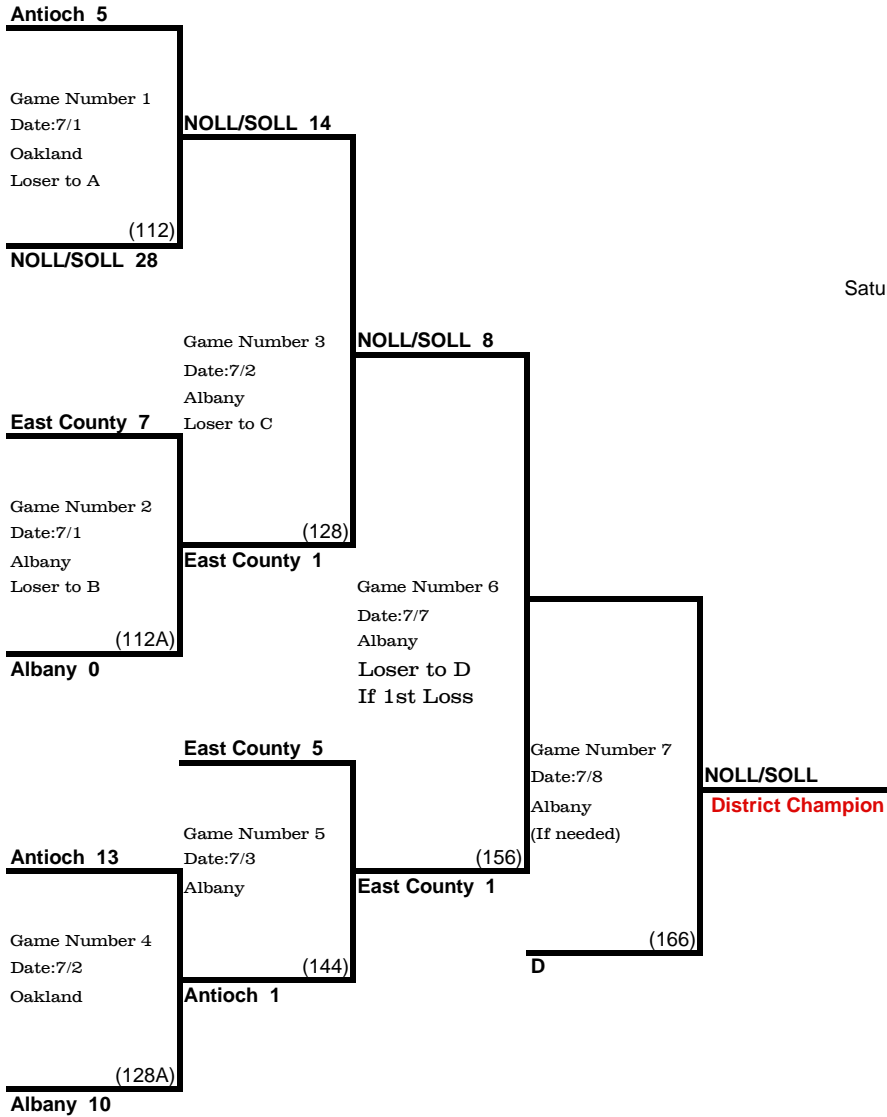 Antioch 5
Game Number 1
Date:7/1
Oakland
Loser to A
(112)
NOLL/SOLL 28
NOLL/SOLL 14
Game Number 3
Date:7/2
Albany
Loser to C
(128)
East County 1
East County 7
Game Number 2
Date:7/1
Albany
Loser to B
(112A)
Albany 0
NOLL/SOLL 8
Game Number 6
Date:7/7
Albany
Loser to D
If 1st Loss
(156)
East County 1
East County 5
Game Number 5
Date:7/3
Albany
(144)
Antioch 1
Antioch 13
Game Number 4
Date:7/2
Oakland
(128A)
Albany 10
Game Number 7
Date:7/8
Albany
(If needed)
(166)
D
NOLL/SOLL
District Champion
Satu